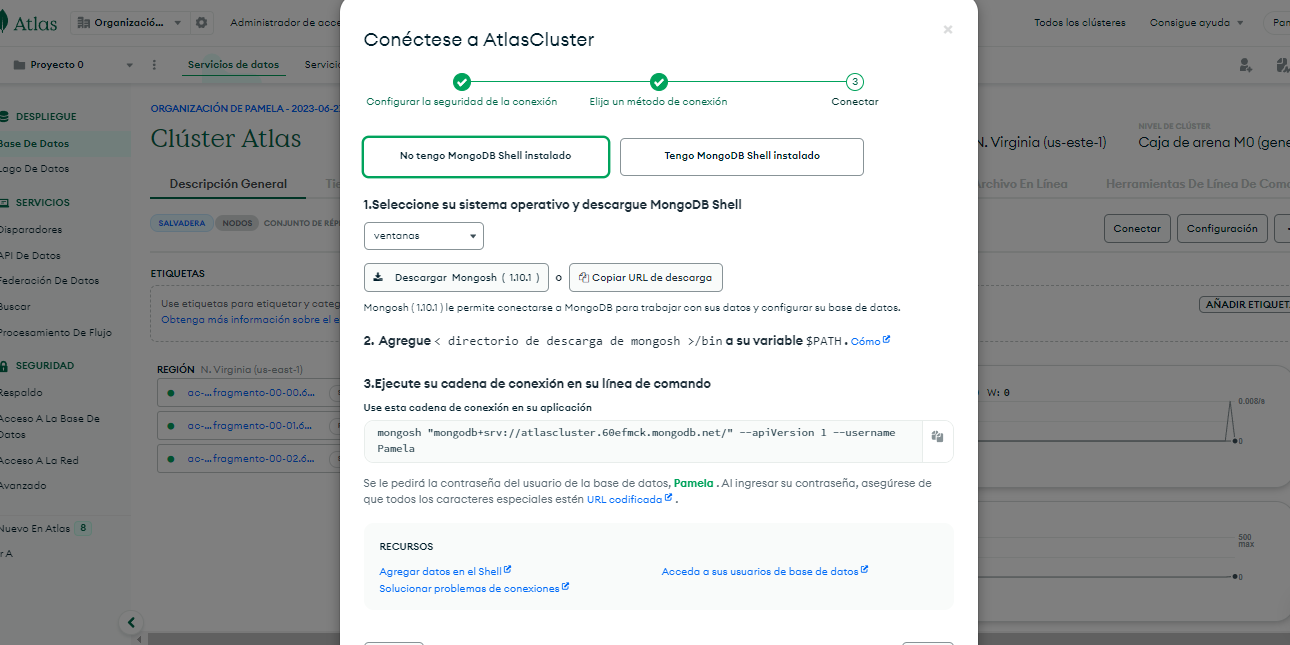 Atlas
Organizació...
Administrador de acce
Todos los clústeres
Consigue ayuda
Proyecto 0
Servicios de datos
Servici
DESPLIEGUE
Base De Datos
Lago De Datos
SERVICIOS
Disparadores
API De Datos
Federación De Datos
Buscar
Procesamiento De Flujo
SEGURIDAD
Respaldo
Acceso A La Base De
Datos
Acceso A La Red
Avanzado
Nuevo En Atlas 8
r A
ORGANIZACIÓN DE PAMELA - 2023-06-2
Clúster Atlas
Descripción General
SALVADERA
NODOS
CONJUNTO DE RÉP
ETIQUETAS
Use etiquetas para etiquetar y categ
Obtenga más información sobre el e
REGIÓN N. Virginia (us-east-1)
ac-...fragmento-00-00.6...
ac-...fragmento-00-01.6...
ac-...fragmento-00-02.6...
Conéctese a AtlasCluster
Configurar la seguridad de la conexión
Elija un método de conexión
3
Conectar
No tengo MongoDB Shell instalado
Tengo MongoDB Shell instalado
1.Seleccione su sistema operativo y descargue MongoDB Shell
ventanas
Descargar Mongosh ( 1.10.1 )
o
Copiar URL de descarga
Mongosh ( 1.10.1 ) le permite conectarse a MongoDB para trabajar con sus datos y configurar su base de datos.
2. Agregue < directorio de descarga de mongosh >/bin a su variable $PATH . Cómo
3.Ejecute su cadena de conexión en su línea de comando
Use esta cadena de conexión en su aplicación
mongosh "mongodb+srv://atlascluster.60efmck.mongodb.net/" --apiVersion 1 --username
Pamela
Se le pedirá la contraseña del usuario de la base de datos, Pamela . Al ingresar su contraseña, asegúrese de
que todos los caracteres especiales estén URL codificada .
RECURSOS
Agregar datos en el Shell
Acceda a sus usuarios de base de datos
Solucionar problemas de conexiones
N. Virginia (us-este-1)
NIVEL DE CLÚSTER
Caja de arena M0 (gene
Archivo En Línea
Herramientas De Línea De Com
Conectar
Configuración
AÑADIR ETIQUET
W: 0
0.008/s
0
500
max
0